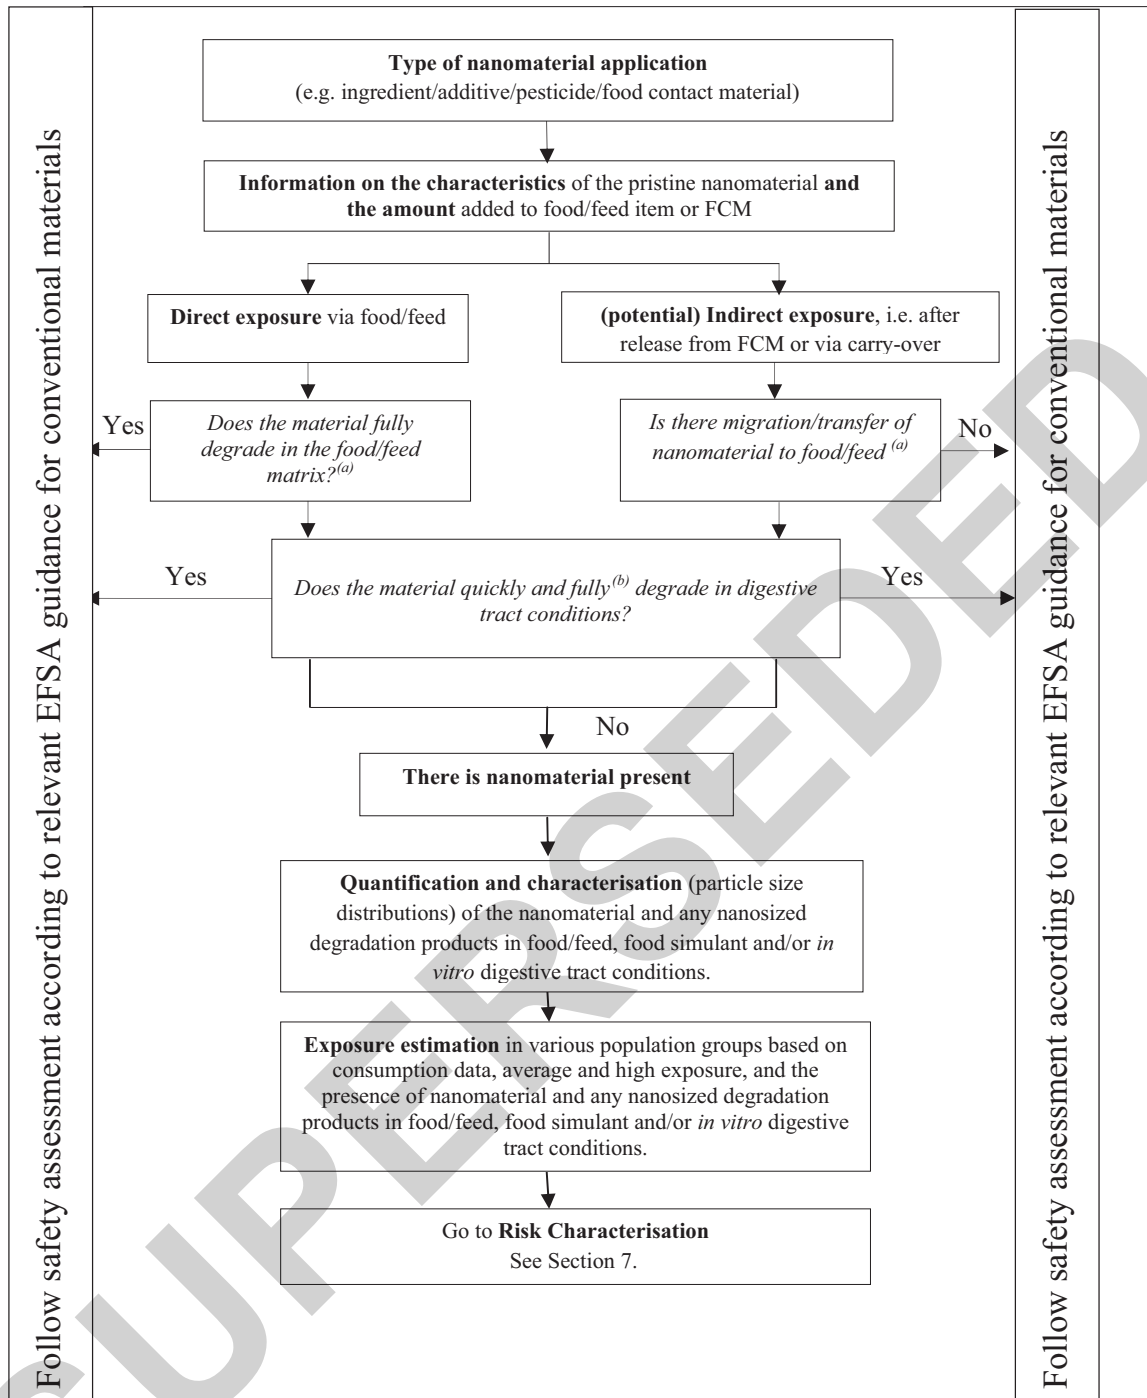 Type of nanomaterial application
(e.g. ingredient/additive/pesticide/food contact material)
Information on the characteristics of the pristine nanomaterial and
the amount added to food/feed item or FCM
Direct exposure via food/feed
(potential) Indirect exposure, i.e. after
release from FCM or via carry-over
Yes
Does the material fully
degrade in the food/feed
matrix?(a)
Is there migration/transfer of
nanomaterial to food/feed (a)
No
Yes
Does the material quickly and fully(b) degrade in digestive
tract conditions?
Yes
No
There is nanomaterial present
Quantification and characterisation (particle size
distributions) of the nanomaterial and any nanosized
degradation products in food/feed, food simulant and/or in
vitro digestive tract conditions.
Exposure estimation in various population groups based on
consumption data, average and high exposure, and the
presence of nanomaterial and any nanosized degradation
products in food/feed, food simulant and/or in vitro digestive
tract conditions.
Go to Risk Characterisation
See Section 7.
Follow safety assessment according to relevant EFSA guidance for conventional materials
Follow safety assessment according to relevant EFSA guidance for conventional materials
SUPERSEDED